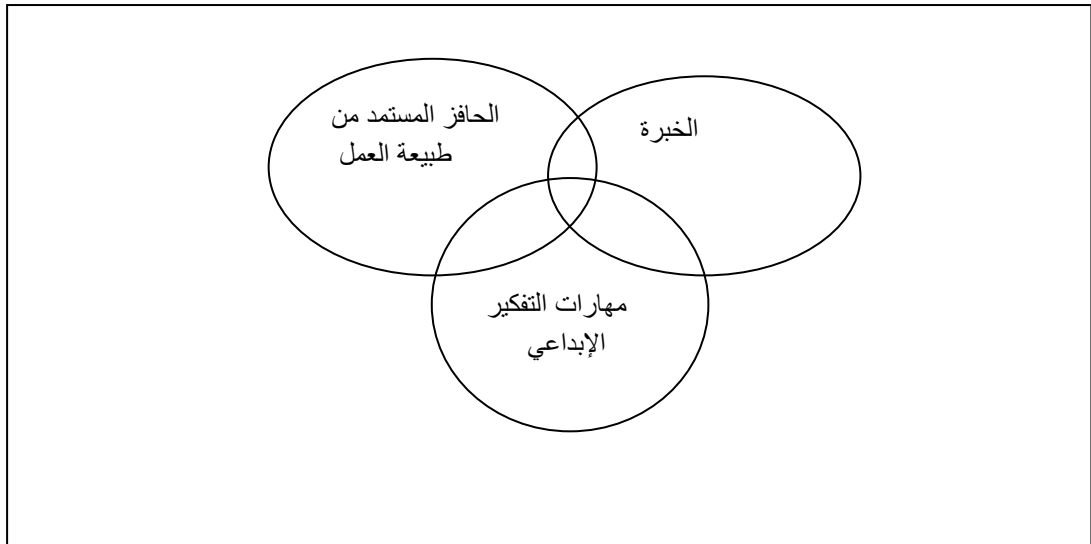 الخبرة
الحافز المستمد من
طبيعة العمل
مهارات التفكير
الإبداعي